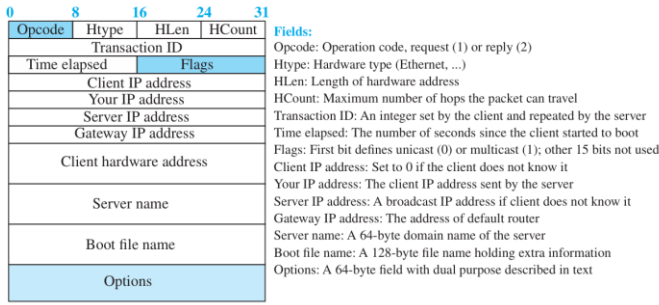 0 8 16 24 31
Opcode Htype HLen HCount
Transaction ID
Time elapsed Flags
Client IP address
Your IP address
Server IP address
Gateway IP address
Client hardware address
Server name
Boot file name
Options
Fields:
Opcode: Operation code, request (1) or reply (2)
Htype: Hardware type (Ethernet, ...)
HLen: Length of hardware address
HCount: Maximum number of hops the packet can travel
Transaction ID: An integer set by the client and repeated by the server
Time elapsed: The number of seconds since the client started to boot
Flags: First bit defines unicast (0) or multicast (1); other 15 bits not used
Client IP address: Set to 0 if the client does not know it
Your IP address: The client IP address sent by the server
Server IP address: A broadcast IP address if client does not know it
Gateway IP address: The address of default router
Server name: A 64-byte domain name of the server
Boot file name: A 128-byte file name holding extra information
Options: A 64-byte field with dual purpose described in text